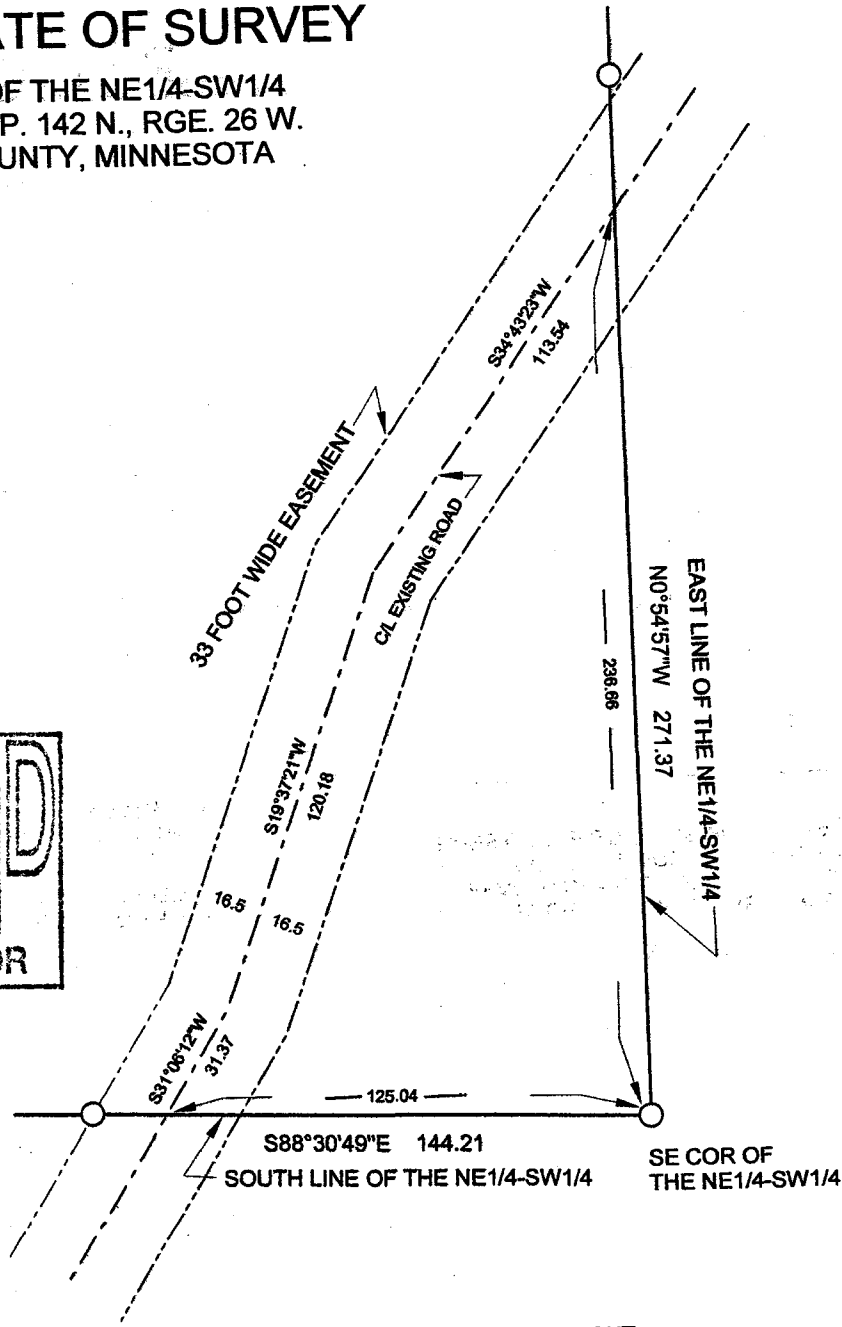 ATE OF SURVEY
OF THE NE1/4-SW1/4
P. 142 N., RGE. 26 W.
UNTY, MINNESOTA
S34°43'23"W
113.54
33 FOOT WIDE EASEMENT
C/L EXISTING ROAD
EAST LINE OF THE NE1/4-SW1/4
N0°54'57"W 271.37
236.66
S19°37'21"W
120.18
16.5
16.5
D
OR
S31°06'12"W
31.37
125.04
S88°30'49"E 144.21
SOUTH LINE OF THE NE1/4-SW1/4
SE COR OF
THE NE1/4-SW1/4